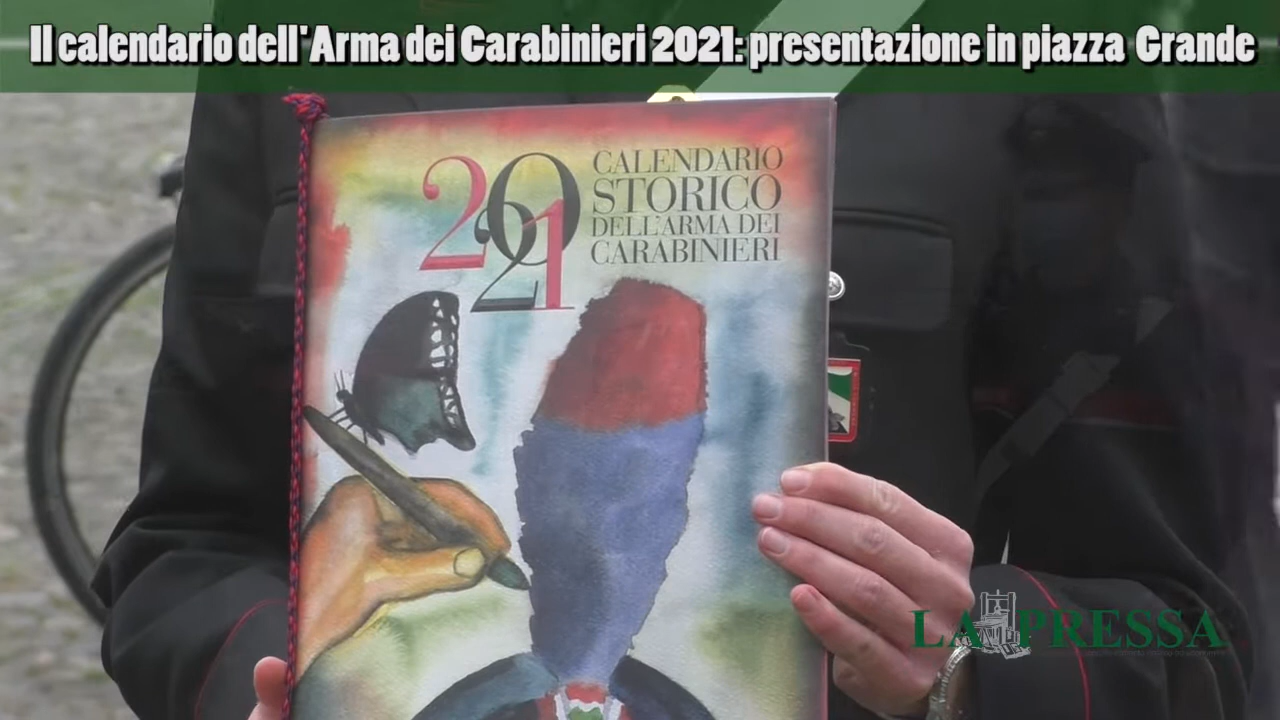 Il calendario dell'Arma dei Carabinieri 2021: presentazione in piazza Grande
2021
CALENDARIO
STORICO
DELL'ARMA DEI
CARABINIERI
LA PRESSA